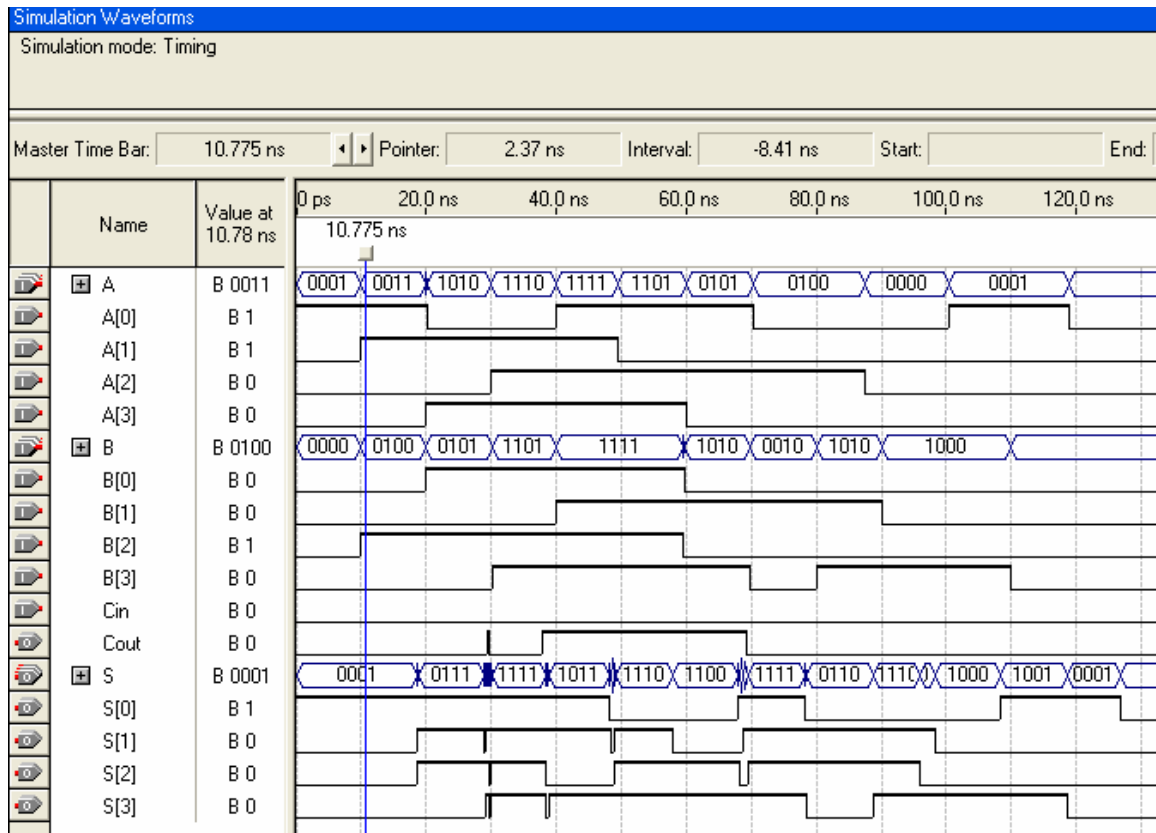 Simulation Waveforms
Simulation mode: Timing
Master Time Bar: 10.775 ns Pointer: 2.37 ns Interval: -8.41 ns Start: End:
Name Value at 10.78 ns 0 ps 20.0 ns 40.0 ns 60.0 ns 80.0 ns 100.0 ns 120.0 ns
10.775 ns
A B 0011 0001 0011 1010 1110 1111 1101 0101 0100 0000 0001
A[0] B 1
A[1] B 1
A[2] B 0
A[3] B 0
B B 0100 0000 0100 0101 1101 1111 1010 0010 1010 1000
B[0] B 0
B[1] B 0
B[2] B 1
B[3] B 0
Cin B 0
Cout B 0
S B 0001 0001 0111 1111 1011 1110 1100 1111 0110 1110 1000 1001 0001
S[0] B 1
S[1] B 0
S[2] B 0
S[3] B 0